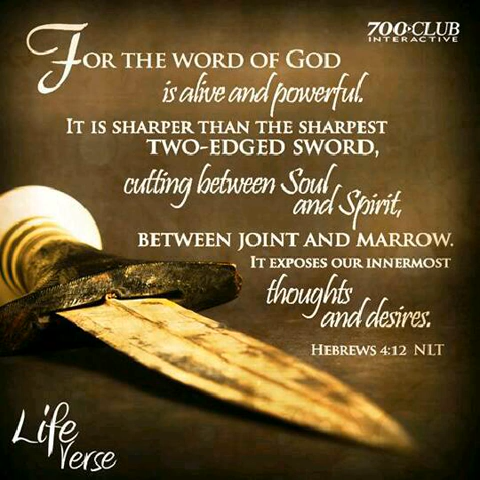 700 CLUB
INTERACTIVE
For the word of God
is alive and powerful.
It is sharper than the sharpest
two-edged sword,
cutting between Soul
and Spirit,
between joint and marrow.
It exposes our innermost
thoughts
and desires.
Hebrews 4:12 NLT
Life
Verse